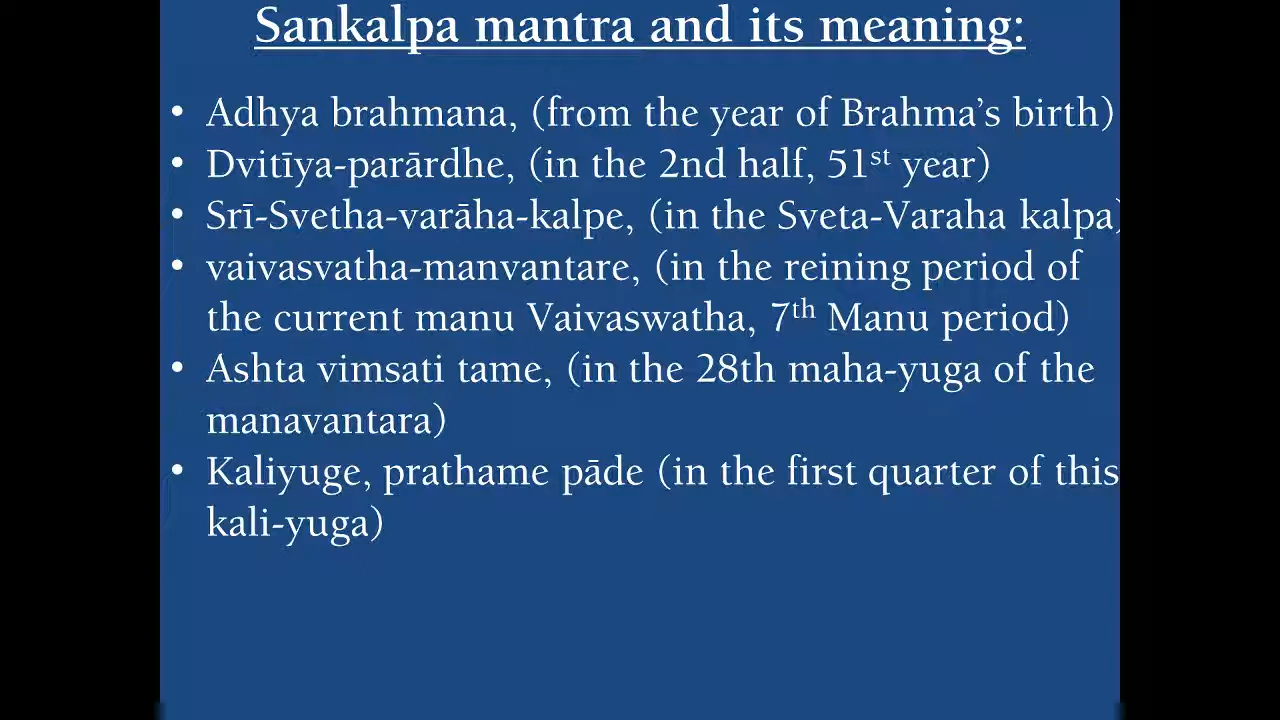 Sankalpa mantra and its meaning:
• Adhya brahmana, (from the year of Brahma's birth)
• Dvitīya-parārdhe, (in the 2nd half, 51st year)
• Srī-Svetha-varāha-kalpe, (in the Sveta-Varaha kalpa)
• vaivasvatha-manvantare, (in the reining period of
the current manu Vaivaswatha, 7th Manu period)
• Ashta vimsati tame, (in the 28th maha-yuga of the
manavantara)
• Kaliyuge, prathame pāde (in the first quarter of this
kali-yuga)